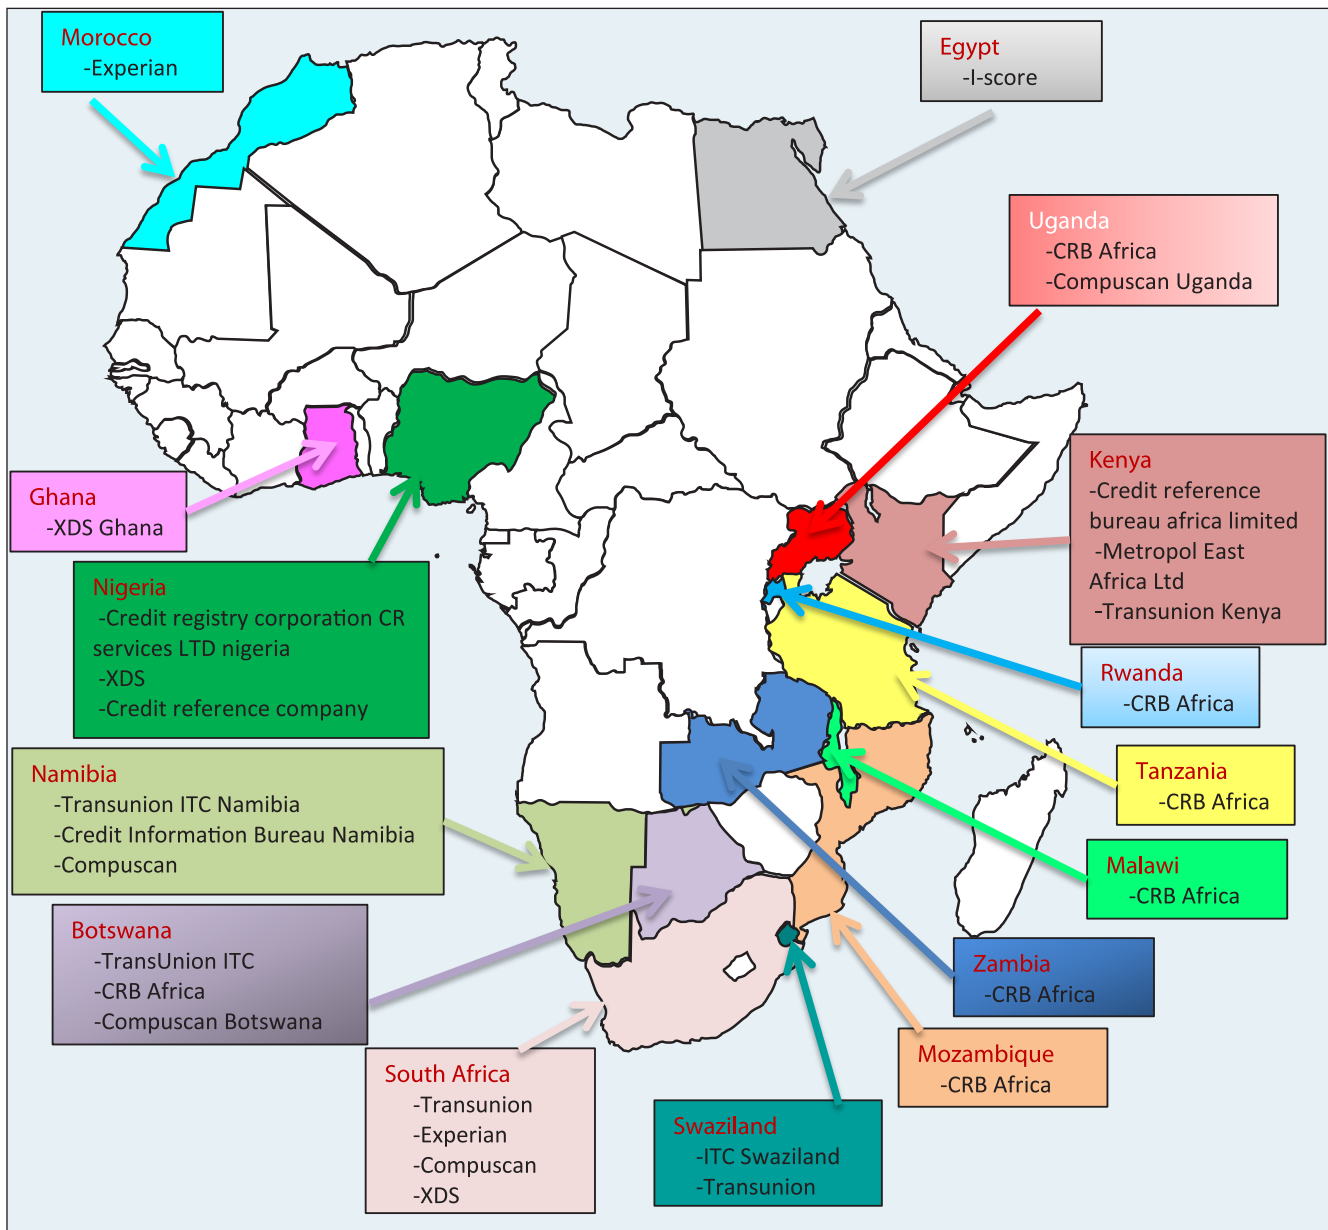 Morocco
-Experian
Egypt
-I-score
Uganda
-CRB Africa
-Compuscan Uganda
Kenya
-Credit reference
bureau africa limited
-Metropol East
Africa Ltd
-Transunion Kenya
Ghana
-XDS Ghana
Nigeria
-Credit registry corporation CR
services LTD nigeria
-XDS
-Credit reference company
Rwanda
-CRB Africa
Namibia
-Transunion ITC Namibia
-Credit Information Bureau Namibia
-Compuscan
Tanzania
-CRB Africa
Malawi
-CRB Africa
Botswana
-TransUnion ITC
-CRB Africa
-Compuscan Botswana
Zambia
-CRB Africa
Mozambique
-CRB Africa
South Africa
-Transunion
-Experian
-Compuscan
-XDS
Swaziland
-ITC Swaziland
-Transunion